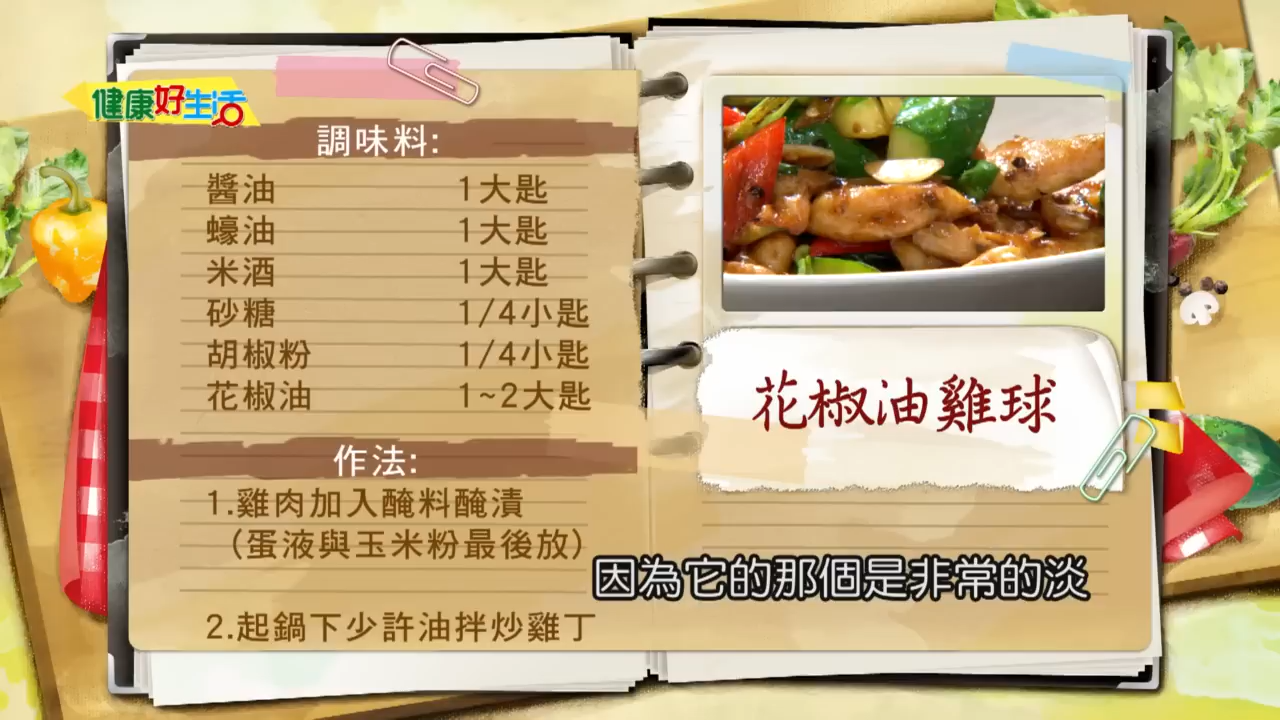 健康好生活
調味料:
醬油 1大匙
蠔油 1大匙
米酒 1大匙
砂糖 1/4小匙
胡椒粉 1/4小匙
花椒油 1~2大匙
作法:
1.雞肉加入醃料醃漬
(蛋液與玉米粉最後放)
2.起鍋下少許油拌炒雞丁
花椒油雞球
因為它的那個是非常的淡